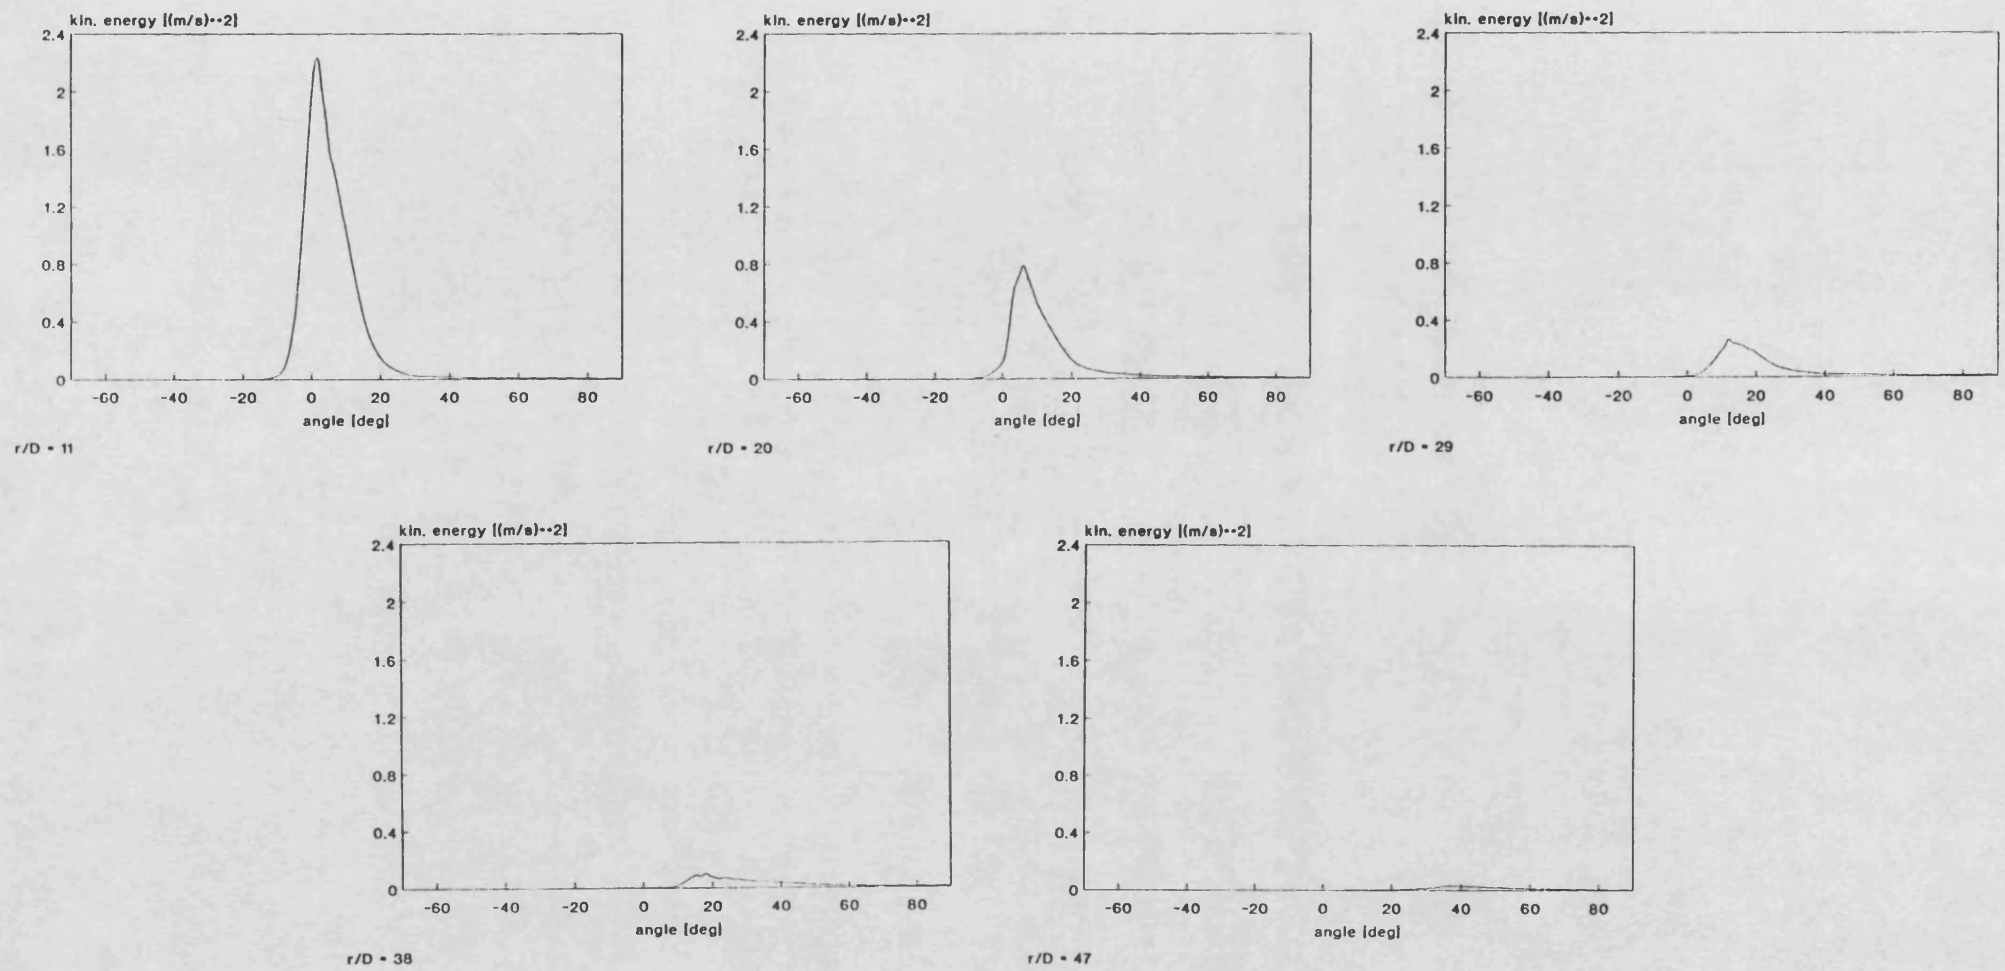 kin. energy [(m/s)**2]
2.4
2
1.6
1.2
0.8
0.4
0
-60 -40 -20 0 20 40 60 80
angle [deg]
r/D = 11
kin. energy [(m/s)**2]
2.4
2
1.6
1.2
0.8
0.4
0
-60 -40 -20 0 20 40 60 80
angle [deg]
r/D = 20
kin. energy [(m/s)**2]
2.4
2
1.6
1.2
0.8
0.4
0
-60 -40 -20 0 20 40 60 80
angle [deg]
r/D = 29
kin. energy [(m/s)**2]
2.4
2
1.6
1.2
0.8
0.4
0
-60 -40 -20 0 20 40 60 80
angle [deg]
r/D = 38
kin. energy [(m/s)**2]
2.4
2
1.6
1.2
0.8
0.4
0
-60 -40 -20 0 20 40 60 80
angle [deg]
r/D = 47